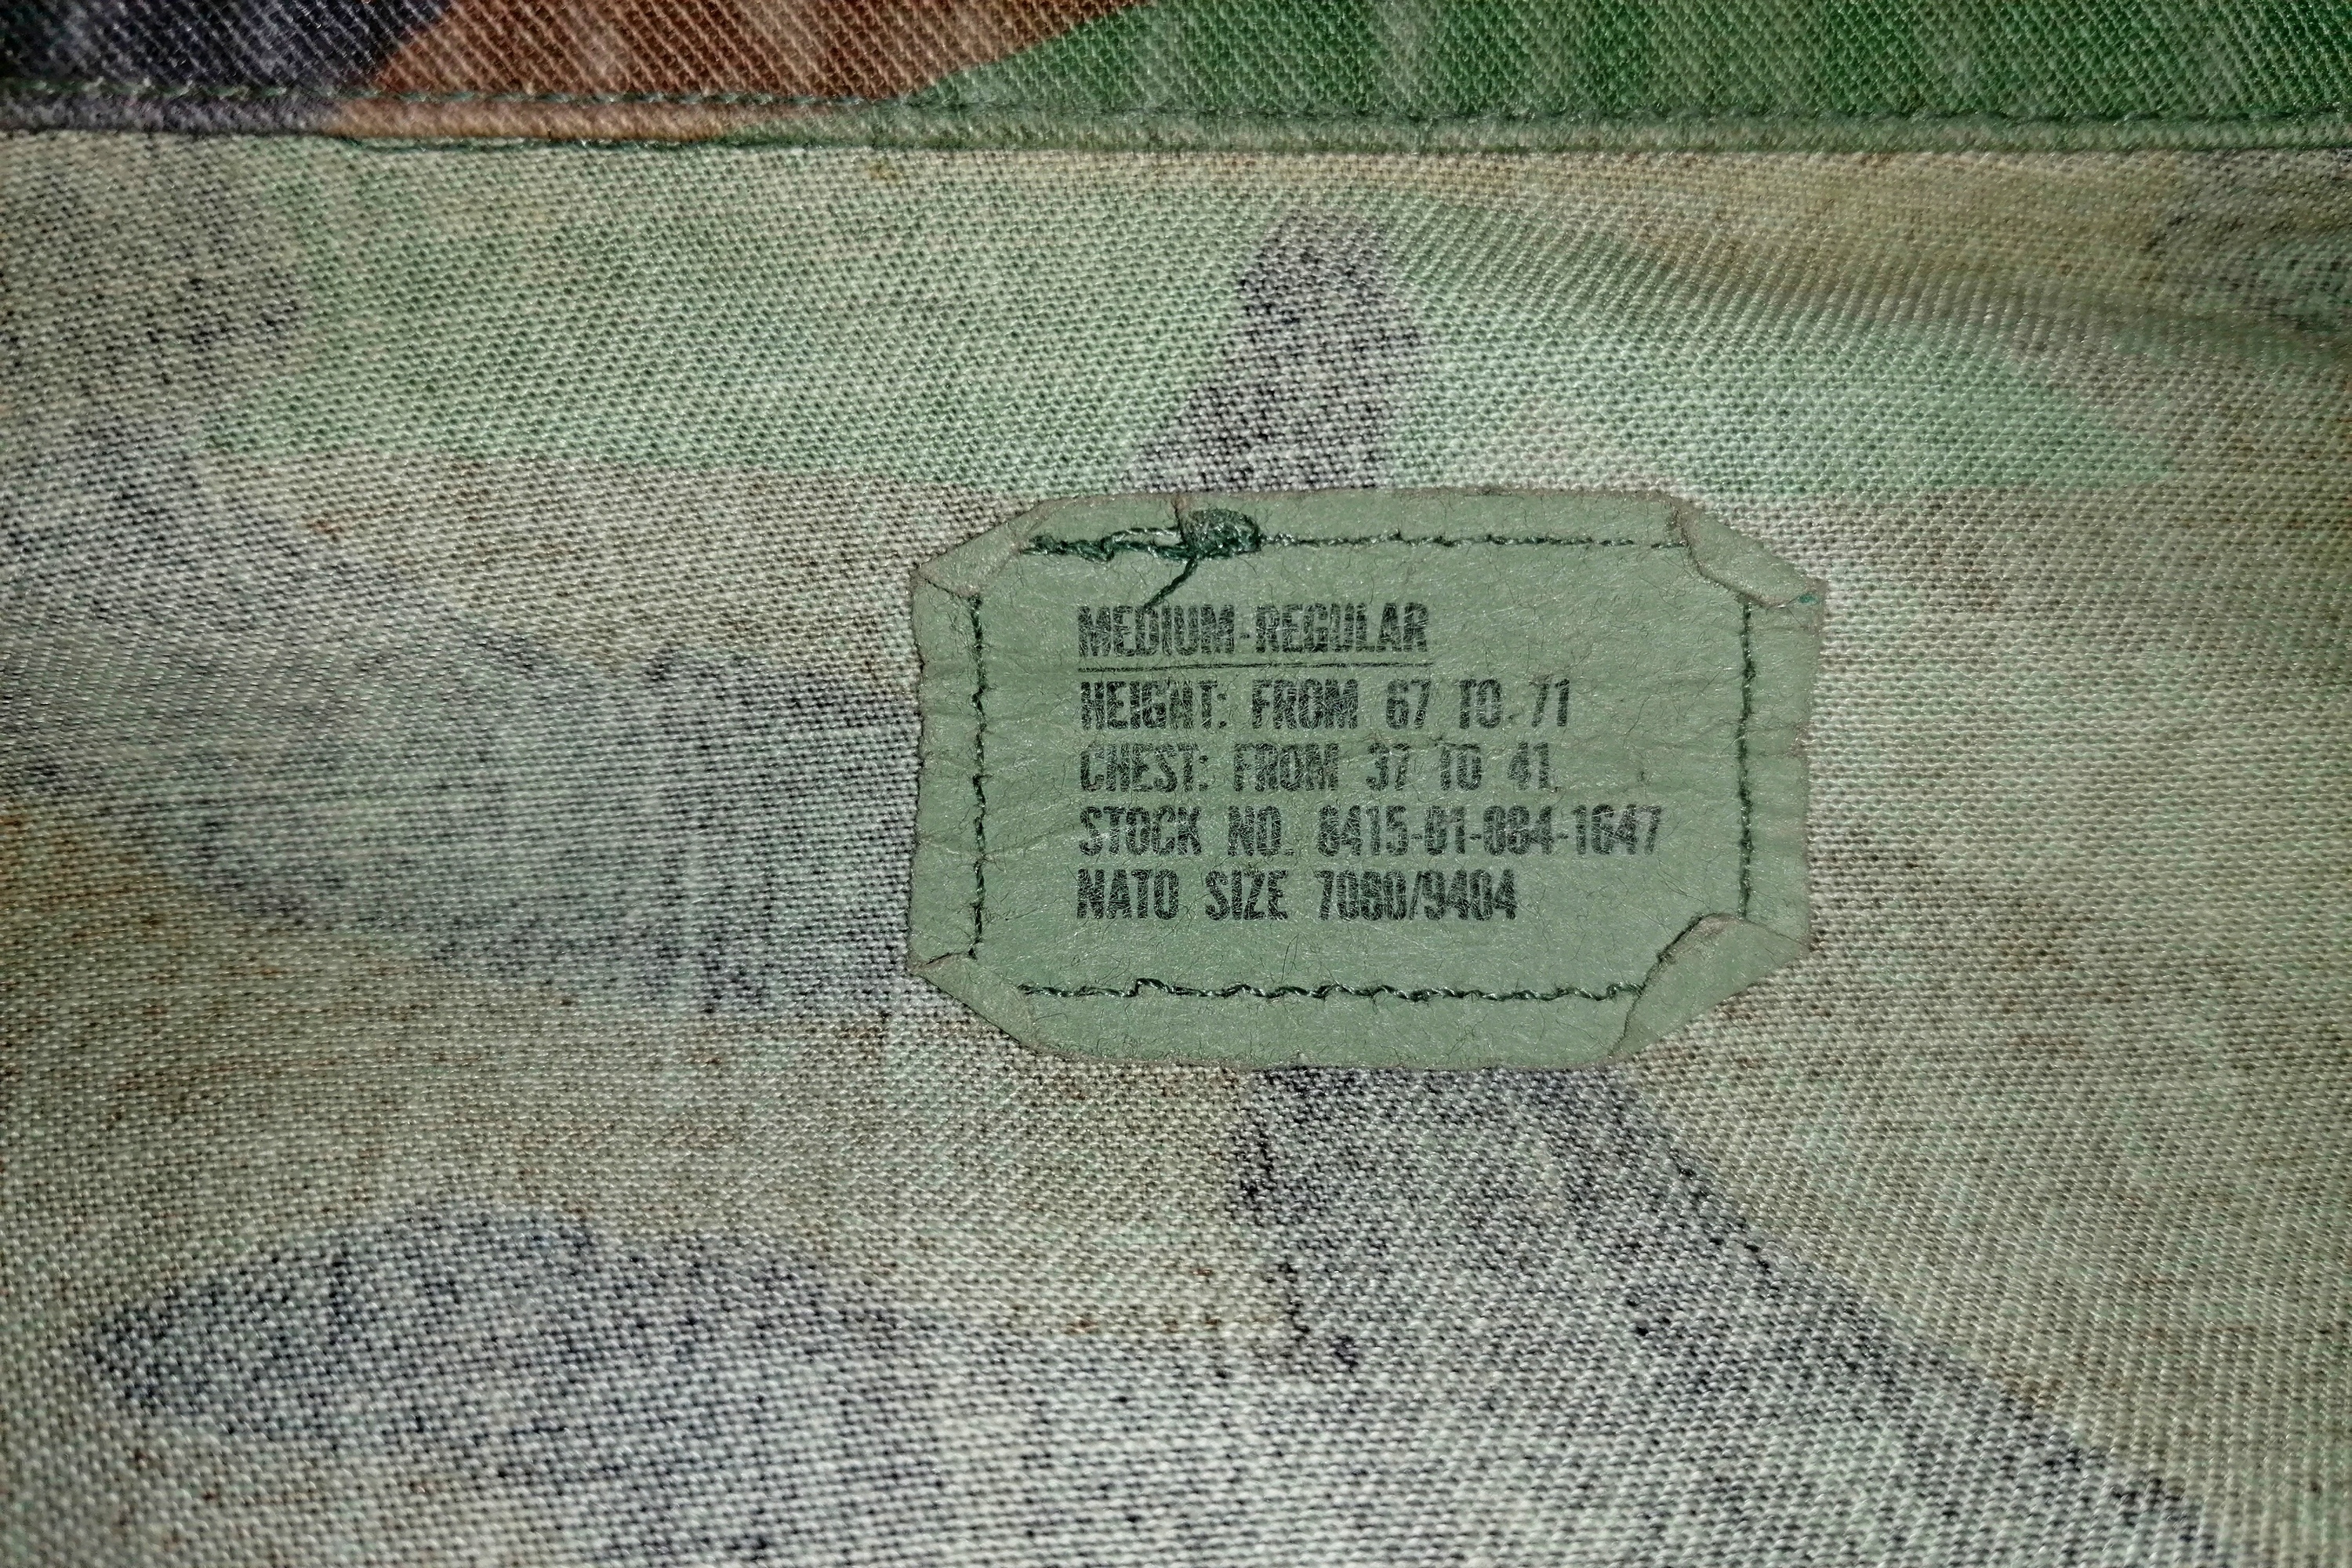 MEDIUM-REGULAR
HEIGHT: FROM 67 TO 71
CHEST: FROM 37 TO 41
STOCK NO. 8415-01-084-1647
NATO SIZE 7080/9404